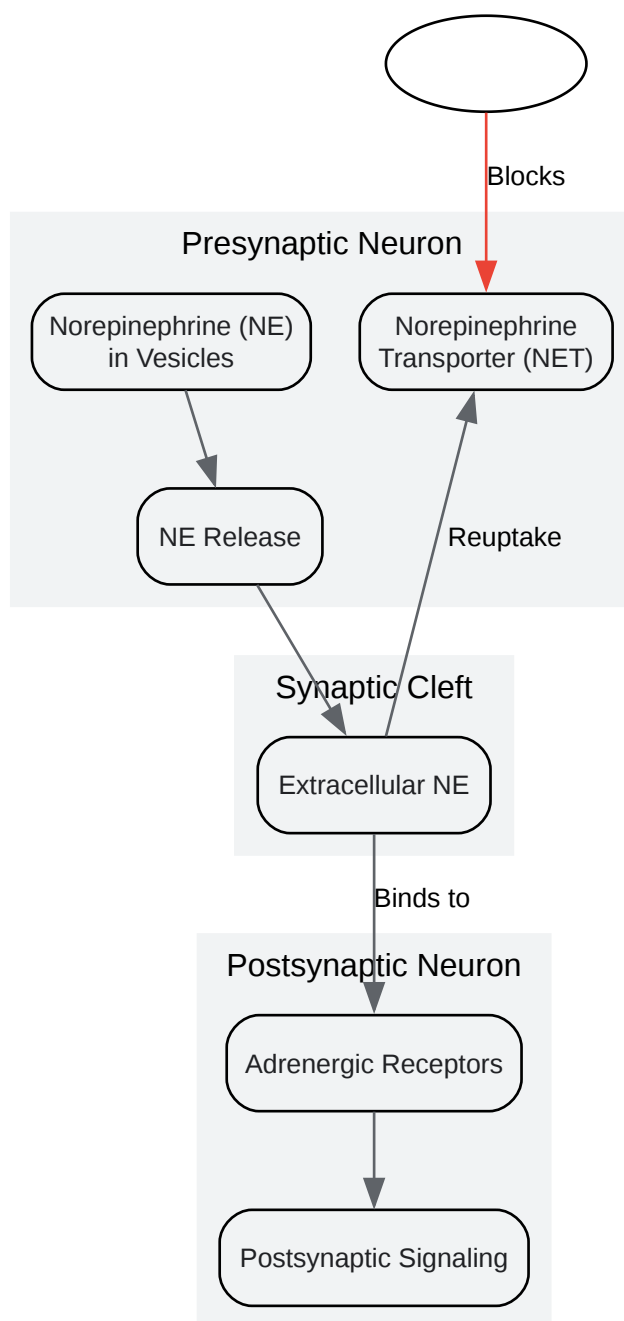 Blocks
Presynaptic Neuron
Norepinephrine (NE)
in Vesicles
Norepinephrine
Transporter (NET)
NE Release
Reuptake
Synaptic Cleft
Extracellular NE
Binds to
Postsynaptic Neuron
Adrenergic Receptors
Postsynaptic Signaling